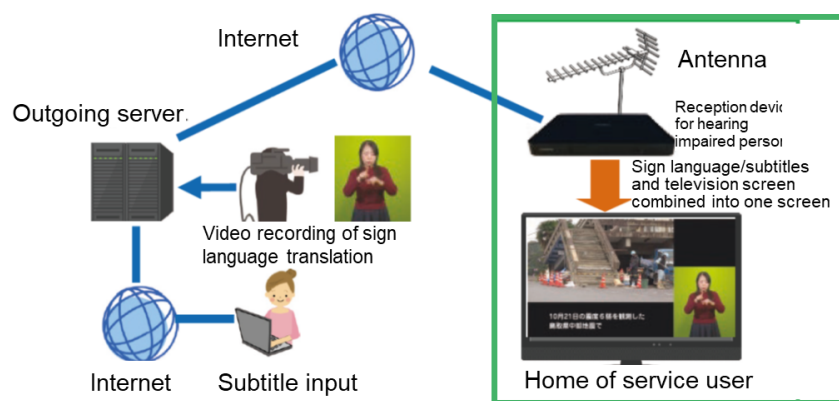 Internet
Antenna
Outgoing server.
Reception devic
for hearing
impaired person
Sign language/subtitles
and television screen
combined into one screen
Video recording of sign
language translation
10月21日の震度6弱を観測した
鳥取県中部地震で
Internet
Subtitle input
Home of service user